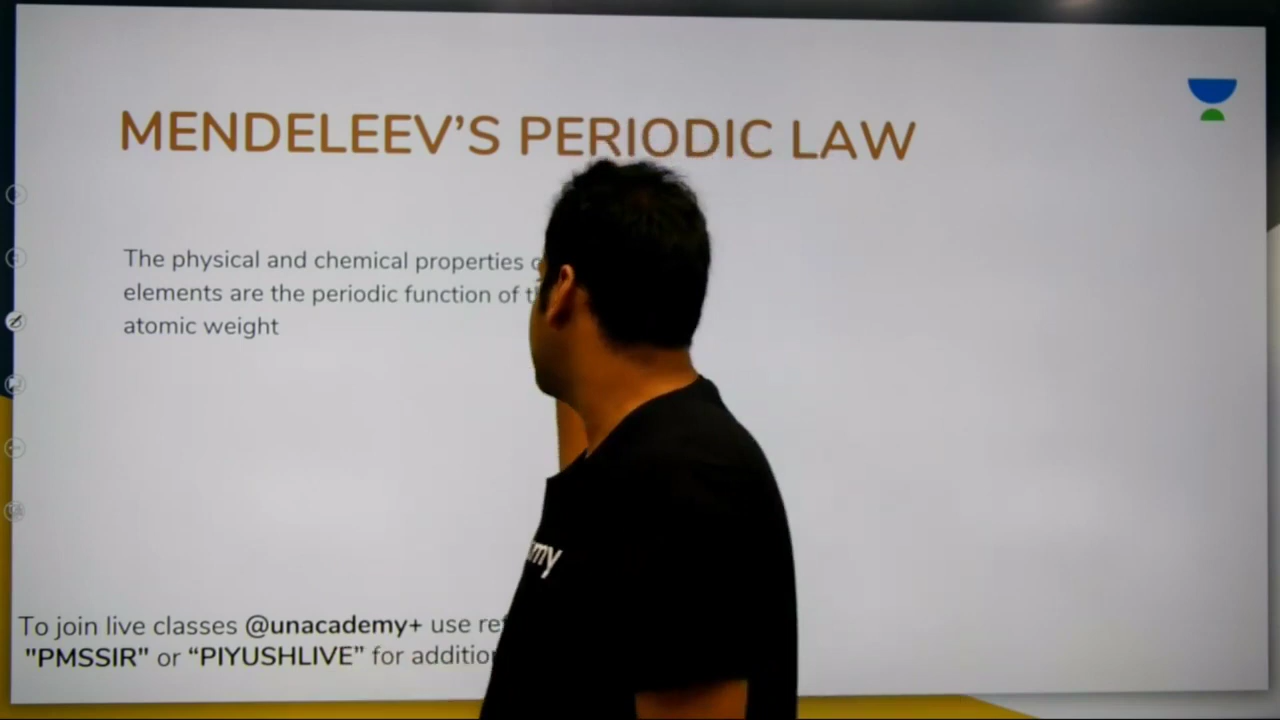 MENDELEEV'S PERIODIC LAW
The physical and chemical properties
elements are the periodic function of
atomic weight
my
To join live classes @unacademy+ use
"PMSSIR" or “PIYUSHLIVE” for